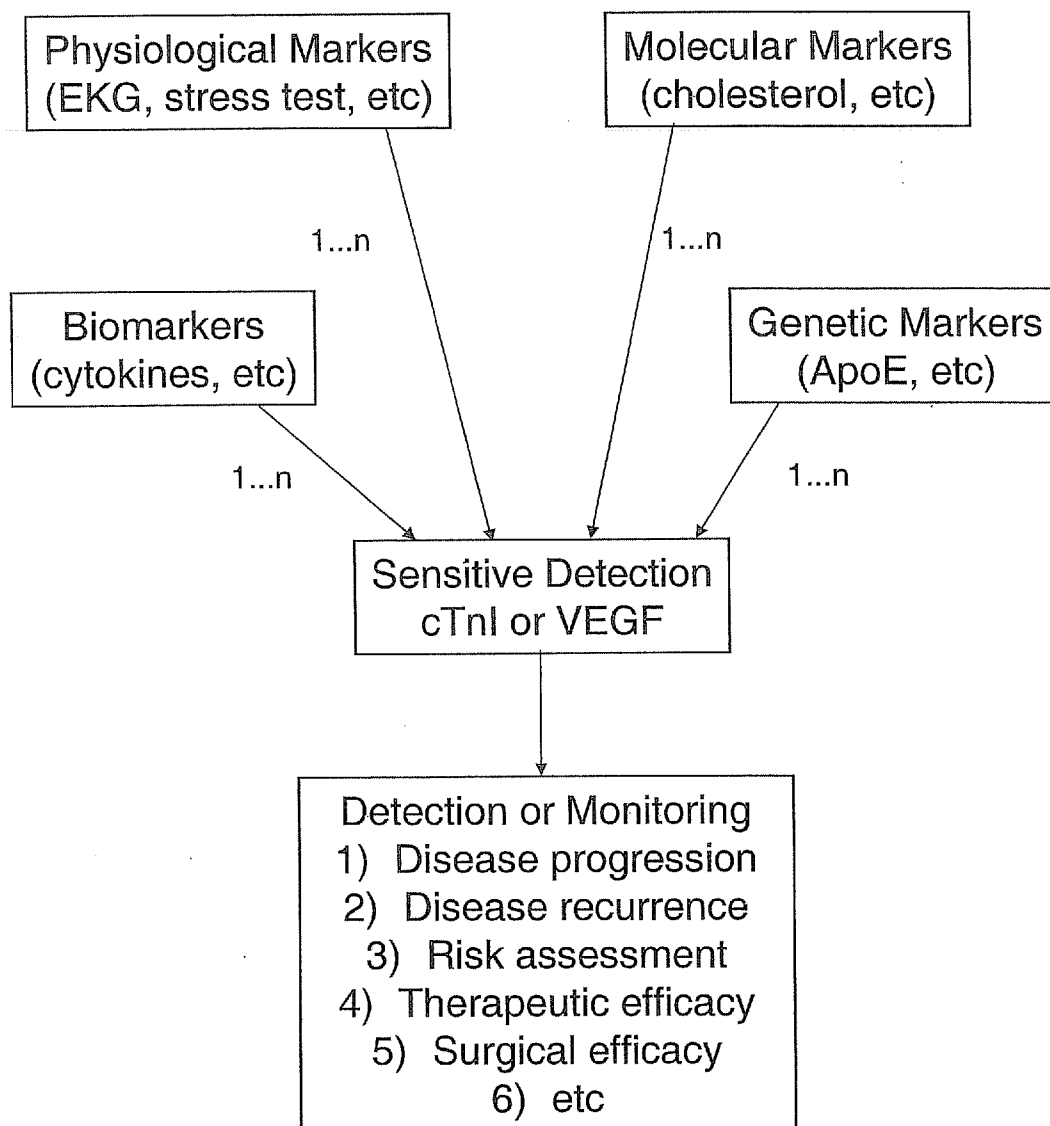 Physiological Markers
(EKG, stress test, etc)
Molecular Markers
(cholesterol, etc)
1...n
1...n
Biomarkers
(cytokines, etc)
Genetic Markers
(ApoE, etc)
1...n
1...n
Sensitive Detection
cTnI or VEGF
Detection or Monitoring
1) Disease progression
2) Disease recurrence
3) Risk assessment
4) Therapeutic efficacy
5) Surgical efficacy
6) etc